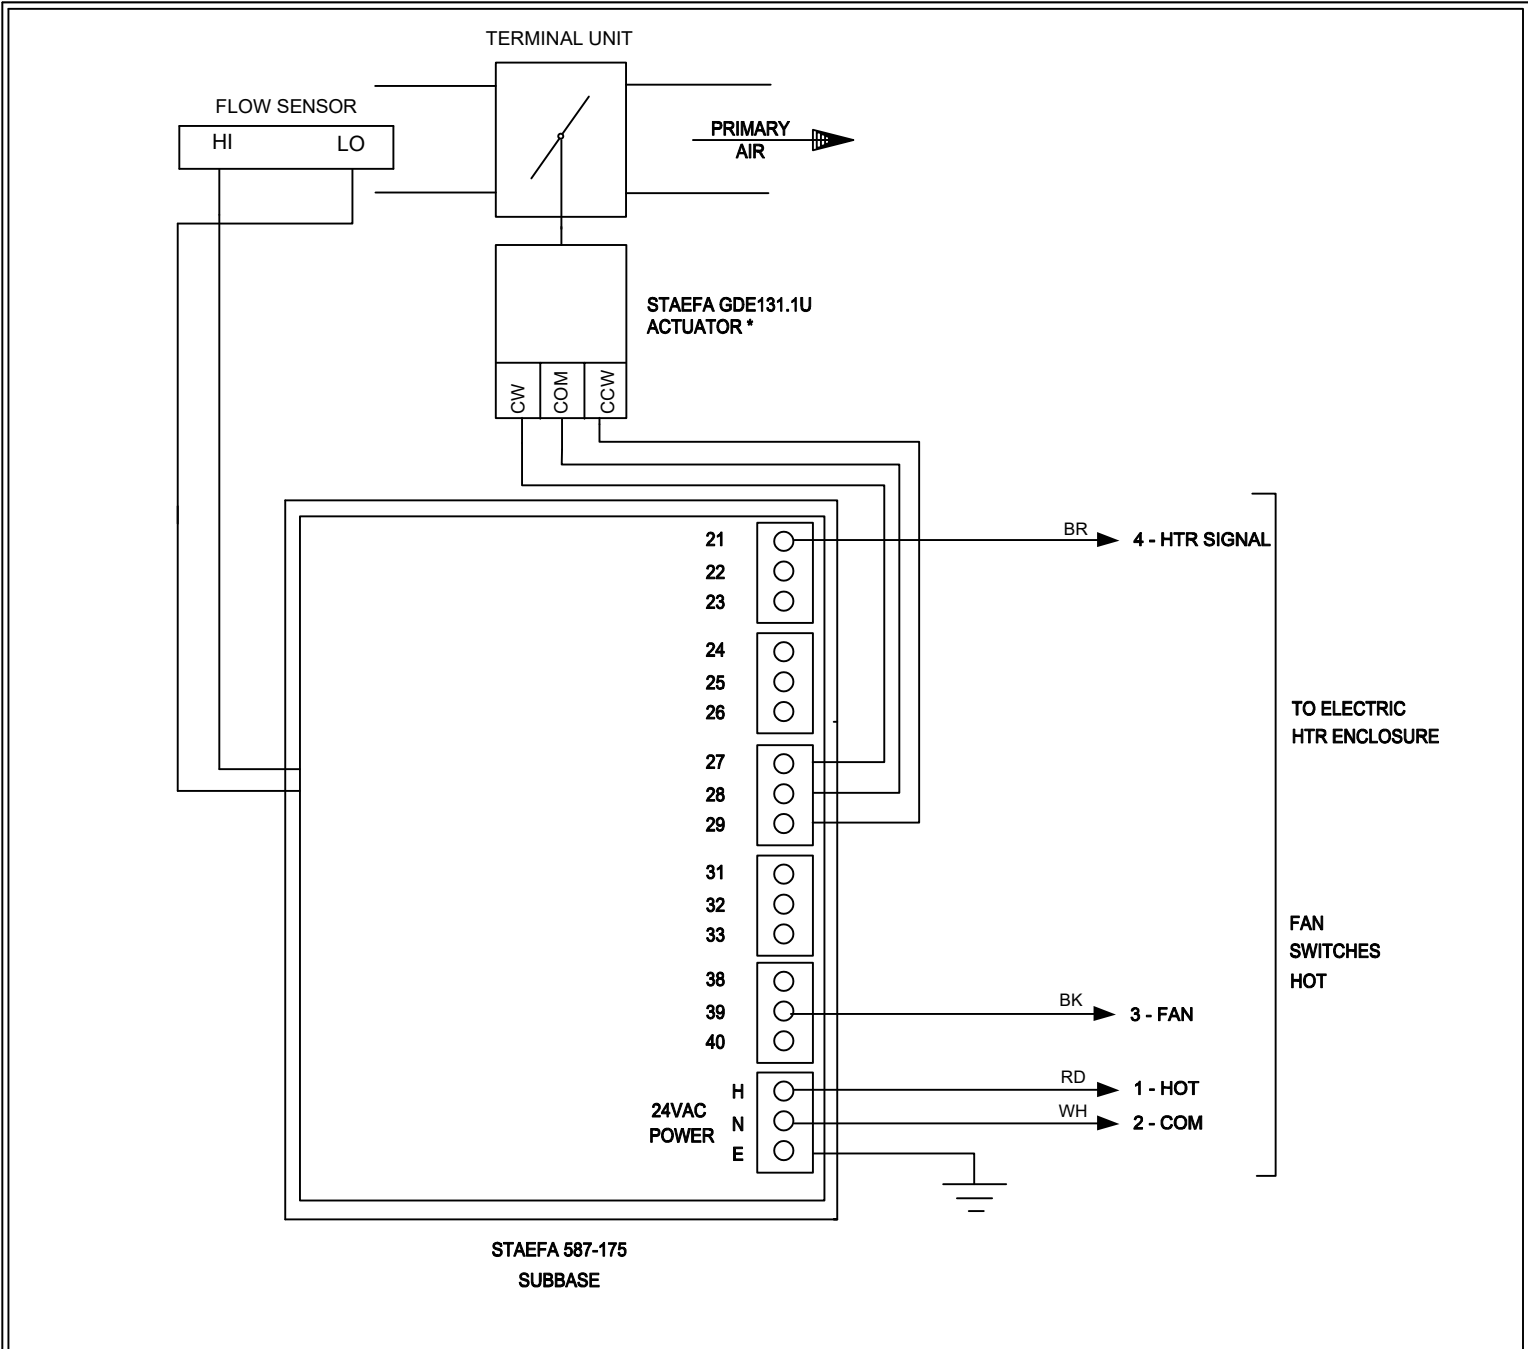 TERMINAL UNIT
FLOW SENSOR
HI
LO
PRIMARY
AIR
STAEFA GDE131.1U
ACTUATOR *
CW
COM
CCW
21
BR
4 - HTR SIGNAL
22
23
24
25
26
TO ELECTRIC
HTR ENCLOSURE
27
28
29
31
32
33
FAN
SWITCHES
HOT
38
39
BK
3 - FAN
40
24VAC
POWER
H
RD
1 - HOT
N
WH
2 - COM
E
STAEFA 587-175
SUBBASE